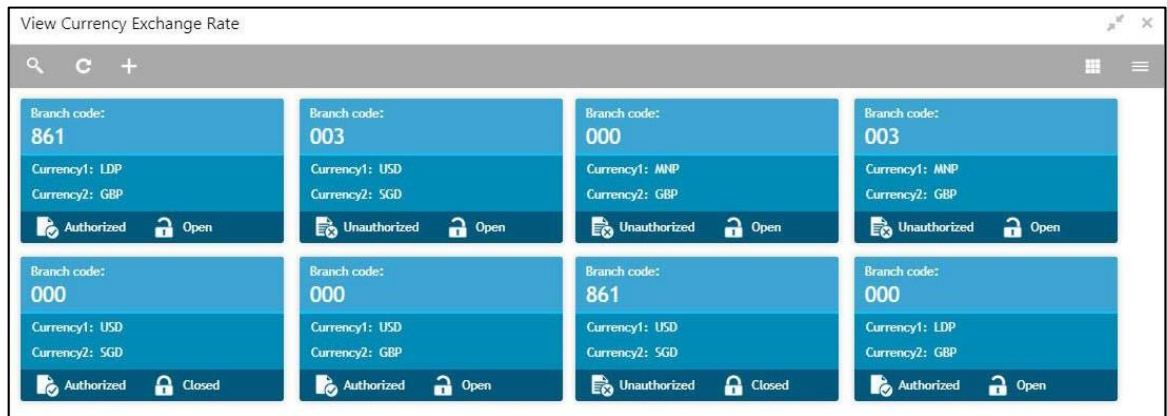 View Currency Exchange Rate
Branch code:
861
Currency1: LDP
Currency2: GBP
Authorized Open
Branch code:
003
Currency1: USD
Currency2: SGD
Unauthorized Open
Branch code:
000
Currency1: MNP
Currency2: GBP
Unauthorized Open
Branch code:
003
Currency1: MNP
Currency2: GBP
Unauthorized Open
Branch code:
000
Currency1: USD
Currency2: SGD
Authorized Closed
Branch code:
000
Currency1: USD
Currency2: GBP
Authorized Open
Branch code:
861
Currency1: USD
Currency2: SGD
Unauthorized Closed
Branch code:
000
Currency1: LDP
Currency2: GBP
Authorized Open